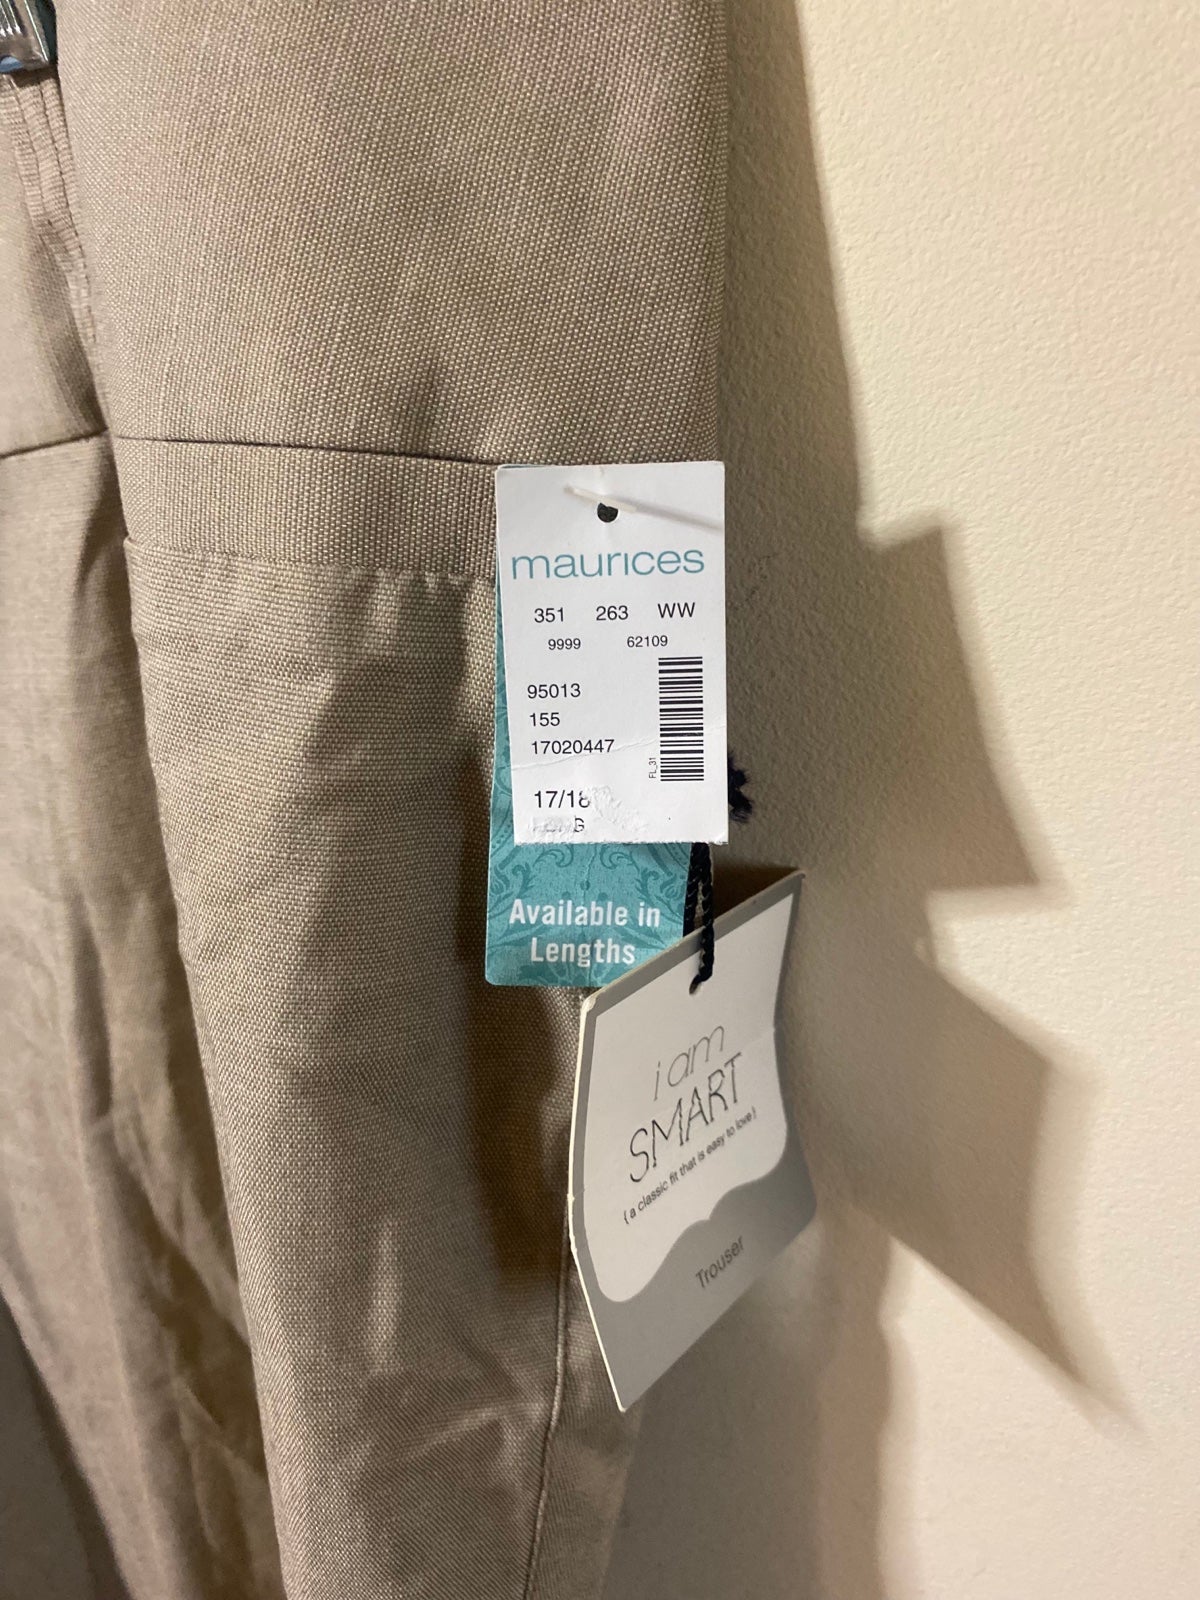 maurices
351 263 WW
9999 62109
95013
155
17020447
FL_31
17/18
Available in
Lengths
i am
SMART
( a classic fit that is easy to love )
Trouser